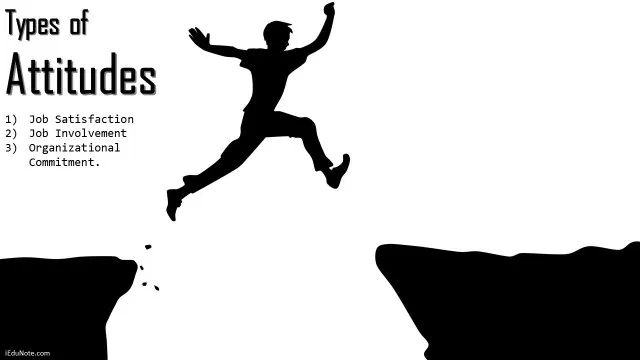 Types of
Attitudes
1) Job Satisfaction
2) Job Involvement
3) Organizational
Commitment.
iEduNote.com